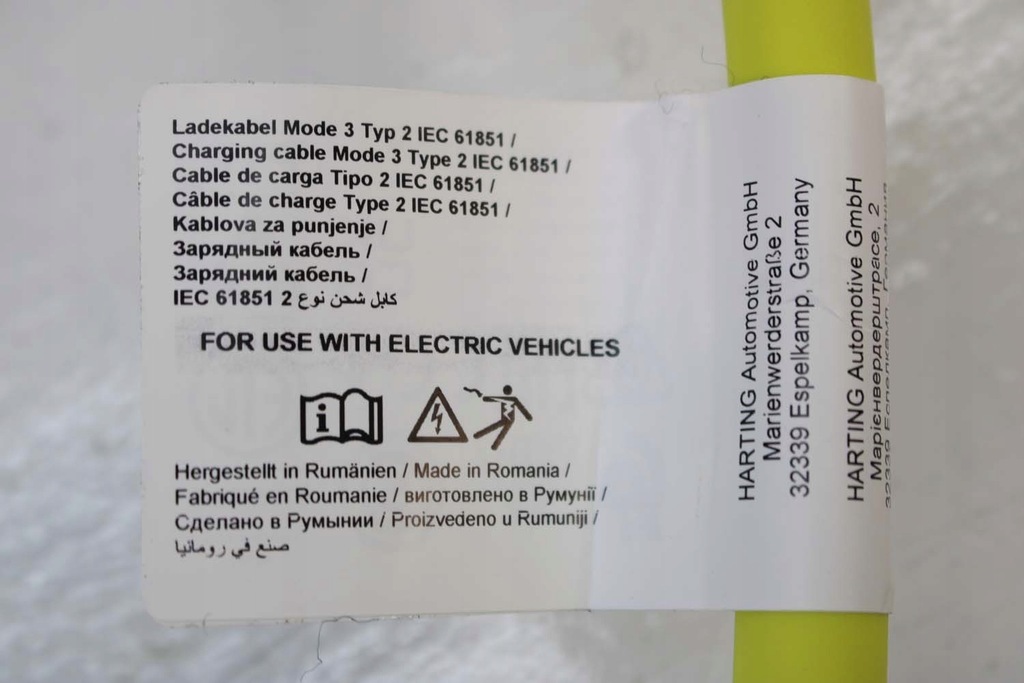 Ladekabel Mode 3 Typ 2 IEC 61851 /
Charging cable Mode 3 Type 2 IEC 61851 /
Cable de carga Tipo 2 IEC 61851 /
Câble de charge Type 2 IEC 61851 /
Kablova za punjenje /
Зарядный кабель /
Зарядний кабель /
IEC 61851 2 كابل شحن نوع
FOR USE WITH ELECTRIC VEHICLES
Hergestellt in Rumänien / Made in Romania /
Fabriqué en Roumanie / виготовлено в Румунії /
Сделано в Румынии / Proizvedeno u Rumuniji /
صنع في رومانيا
HARTING Automotive GmbH
Marienwerderstraße 2
32339 Espelkamp, Germany
HARTING Automotive GmbH
Марієнвердерштрасе, 2